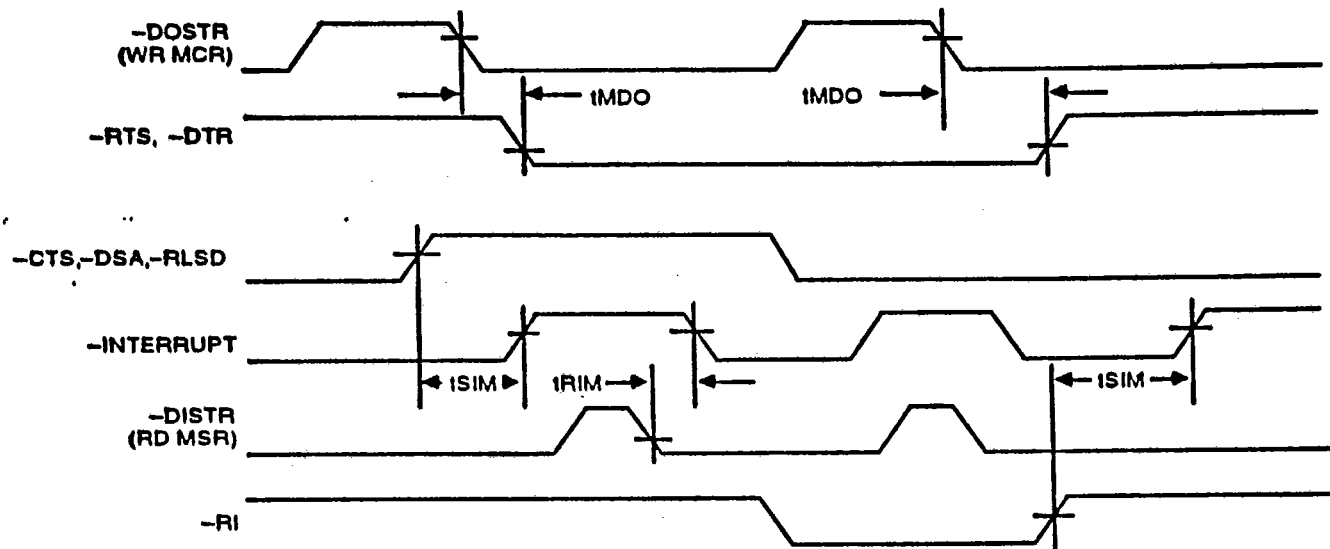 –DOSTR
(WR MCR)
tMDO
tMDO
–RTS, –DTR
–CTS,–DSA,–RLSD
–INTERRUPT
tSIM
tRIM
tSIM
–DISTR
(RD MSR)
–RI